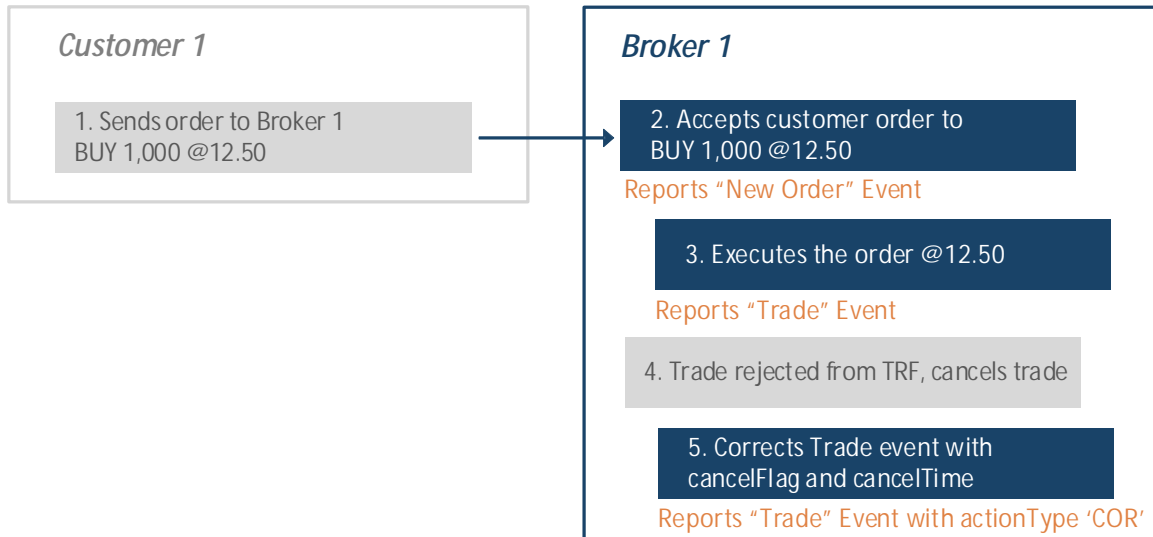 Customer 1
1. Sends order to Broker 1
BUY 1,000 @12.50
Broker 1
2. Accepts customer order to
BUY 1,000 @12.50
Reports “New Order” Event
3. Executes the order @12.50
Reports “Trade” Event
4. Trade rejected from TRF, cancels trade
5. Corrects Trade event with
cancelFlag and cancelTime
Reports “Trade” Event with actionType ‘COR’